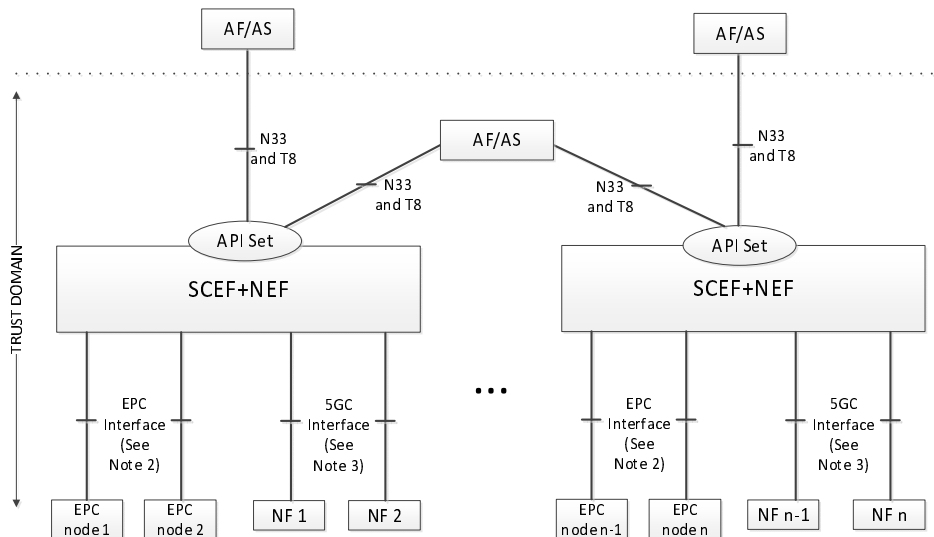 AF/AS
AF/AS
N33
and T8
AF/AS
N33
and T8
N33
and T8
N33
and T8
API Set
API Set
SCEF+NEF
SCEF+NEF
TRUST DOMAIN
EPC
Interface
(See
Note 2)
5GC
Interface
(See
Note 3)
...
EPC
Interface
(See
Note 2)
5GC
Interface
(See
Note 3)
EPC
node 1
EPC
node 2
NF 1
NF 2
EPC
node n-1
EPC
node n
NF n-1
NF n